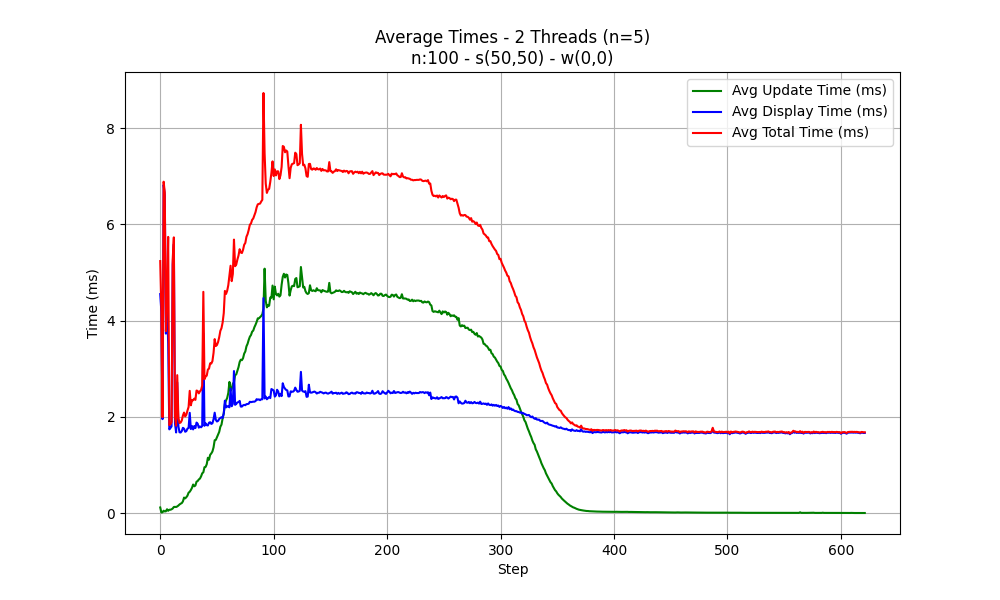 Average Times - 2 Threads (n=5)
n:100 - s(50,50) - w(0,0)
Avg Update Time (ms)
Avg Display Time (ms)
Avg Total Time (ms)
Time (ms)
8
6
4
2
0
0 100 200 300 400 500 600
Step